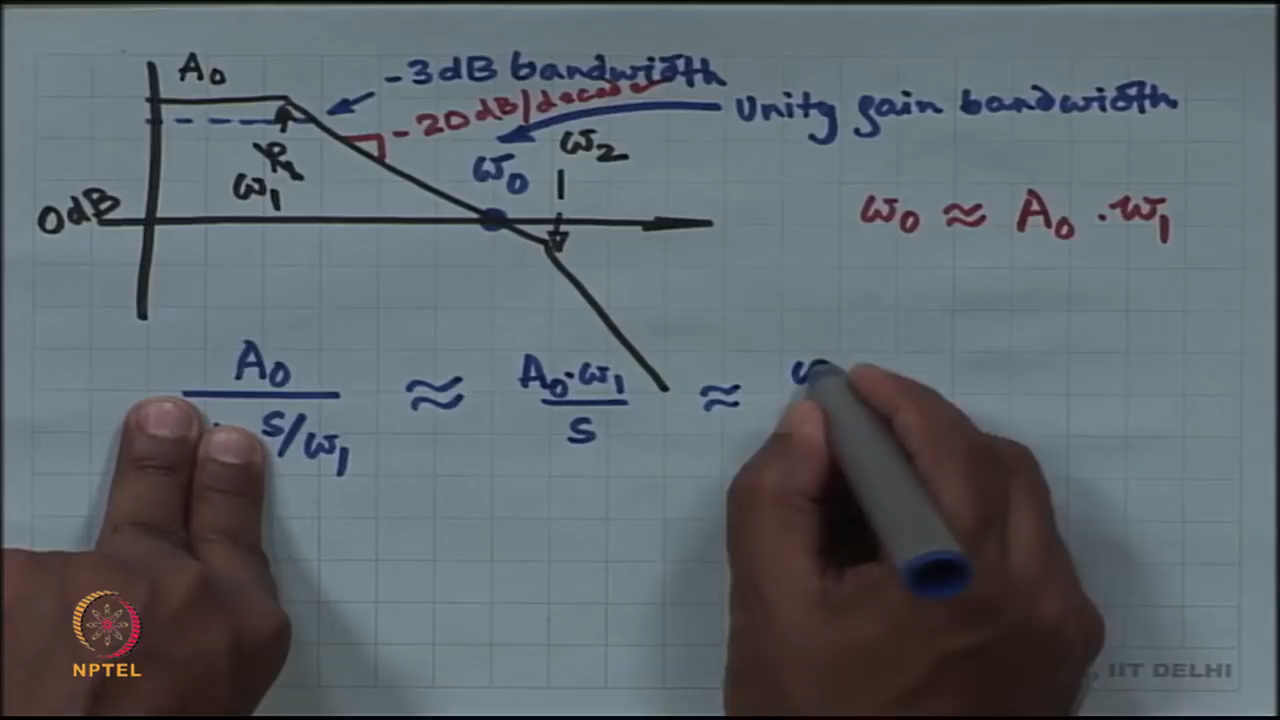 A0
-3dB bandwidth
-20dB/decade
Unity gain bandwidth
ω0
ω2
ω1
0dB
ω0 ≈ A0 . ω1
A0 / s/ω1 ≈ A0.ω1 / s ≈
NPTEL
IIT DELHI